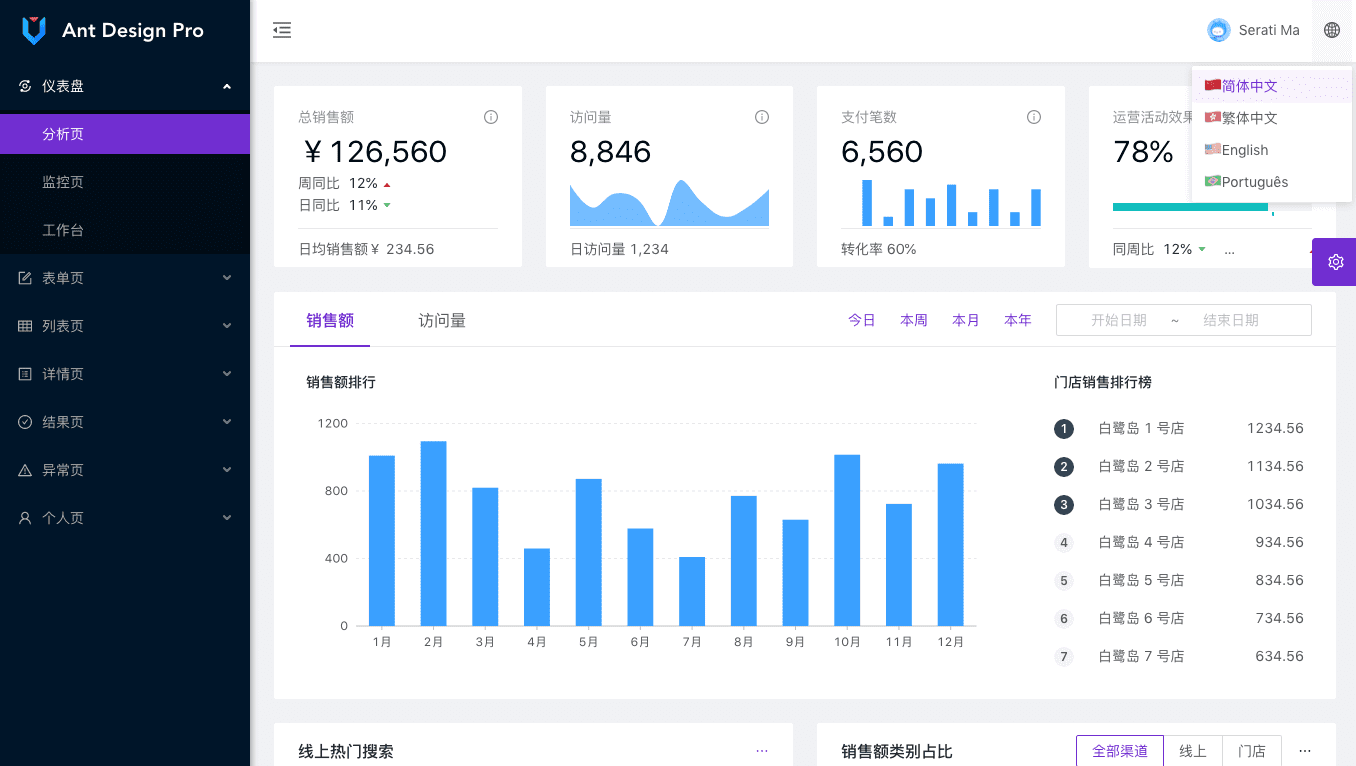 Ant Design Pro
仪表盘
分析页
监控页
工作台
表单页
列表页
详情页
结果页
异常页
个人页
Serati Ma
简体中文
繁体中文
English
Português
总销售额
¥ 126,560
周同比 12%
日同比 11%
日均销售额¥ 234.56
访问量
8,846
日访问量 1,234
支付笔数
6,560
转化率 60%
运营活动效果
78%
同周比 12% ...
销售额 访问量
今日 本周 本月 本年 开始日期 ~ 结束日期
销售额排行
1200
800
400
0
1月 2月 3月 4月 5月 6月 7月 8月 9月 10月 11月 12月
门店销售排行榜
1 白鹭岛 1 号店 1234.56
2 白鹭岛 2 号店 1134.56
3 白鹭岛 3 号店 1034.56
4 白鹭岛 4 号店 934.56
5 白鹭岛 5 号店 834.56
6 白鹭岛 6 号店 734.56
7 白鹭岛 7 号店 634.56
线上热门搜索
销售额类别占比
全部渠道 线上 门店